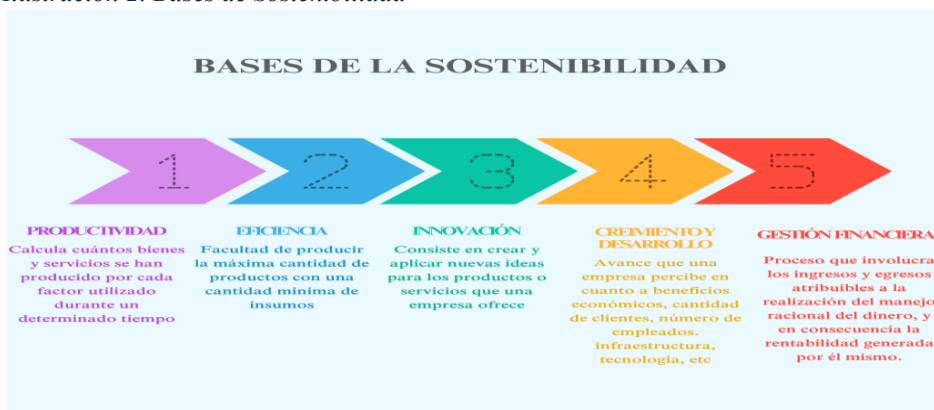 BASES DE LA SOSTENIBILIDAD
1
2
3
4
5
PRODUCTIVIDAD
Calcula cuántos bienes
y servicios se han
producido por cada
factor utilizado
durante un
determinado tiempo
EFICIENCIA
Facultad de producir
la máxima cantidad de
productos con una
cantidad mínima de
insumos
INNOVACIÓN
Consiste en crear y
aplicar nuevas ideas
para los productos o
servicios que una
empresa ofrece
CREIMIENTO Y
DESARROLLO
Avance que una
empresa percibe en
cuanto a beneficios
económicos, cantidad
de clientes, número de
empleados.
infraestructura,
tecnologia, etc
GESTIÓN FINANCIERA
Proceso que involucra
los ingresos y egresos
atribuibles a la
realización del manejo
racional del dinero, y
en consecuencia la
rentabilidad generada
por él mismo.